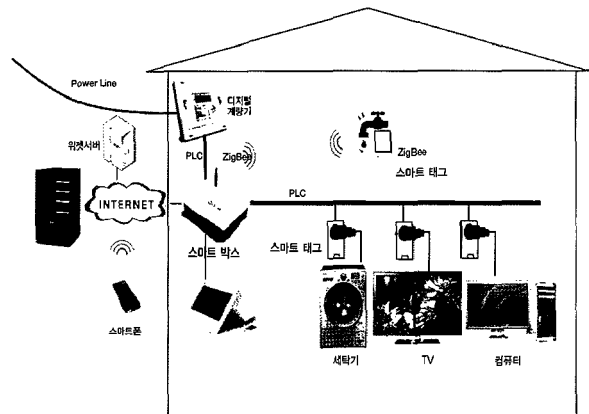 Power Line
디지털
계량기
위젯서버
PLC
ZigBee
ZigBee
스마트 태그
INTERNET
PLC
스마트 박스
스마트 태그
스마트폰
세탁기
TV
컴퓨터